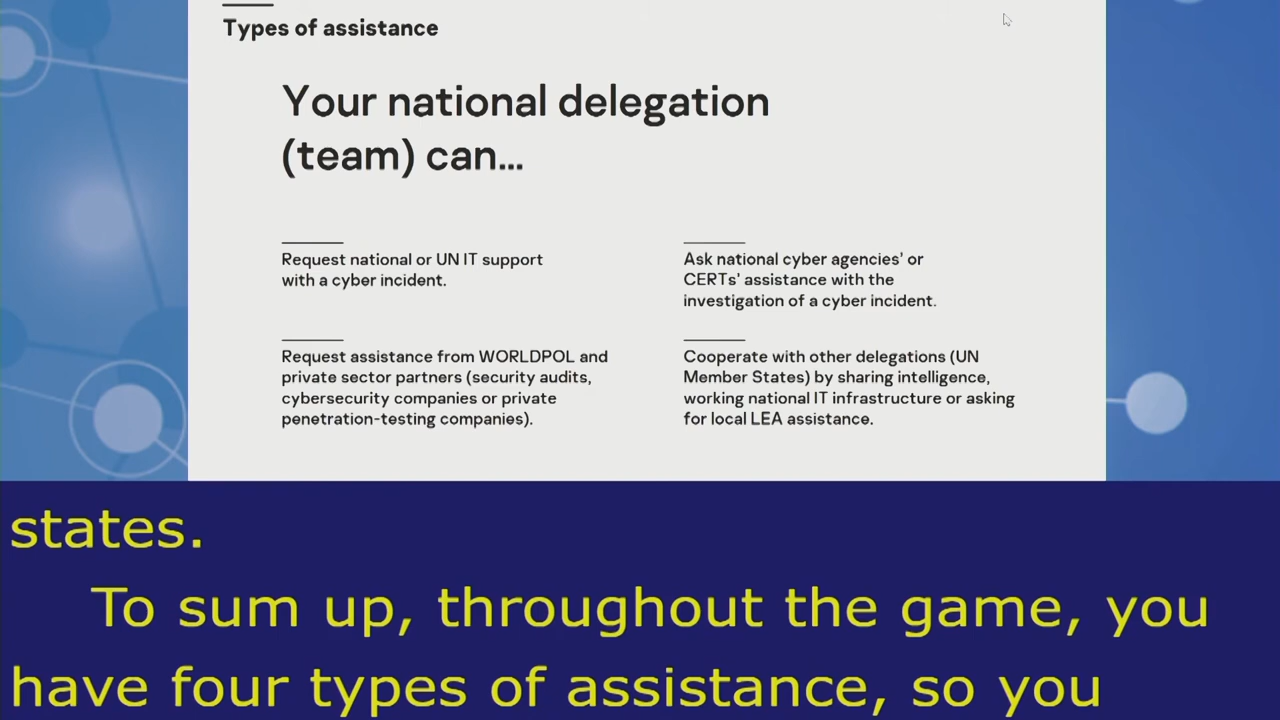 Types of assistance
Your national delegation
(team) can...
Request national or UN IT support
with a cyber incident.
Ask national cyber agencies' or
CERTs' assistance with the
investigation of a cyber incident.
Request assistance from WORLDPOL and
private sector partners (security audits,
cybersecurity companies or private
penetration-testing companies).
Cooperate with other delegations (UN
Member States) by sharing intelligence,
working national IT infrastructure or asking
for local LEA assistance.
states.
To sum up, throughout the game, you
have four types of assistance, so you